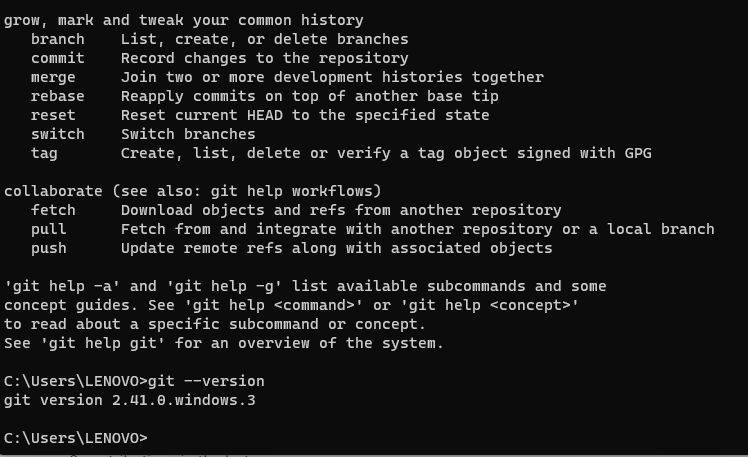 grow, mark and tweak your common history
   branch    List, create, or delete branches
   commit    Record changes to the repository
   merge     Join two or more development histories together
   rebase    Reapply commits on top of another base tip
   reset     Reset current HEAD to the specified state
   switch    Switch branches
   tag       Create, list, delete or verify a tag object signed with GPG

collaborate (see also: git help workflows)
   fetch     Download objects and refs from another repository
   pull      Fetch from and integrate with another repository or a local branch
   push      Update remote refs along with associated objects

'git help -a' and 'git help -g' list available subcommands and some
concept guides. See 'git help <command>' or 'git help <concept>'
to read about a specific subcommand or concept.
See 'git help git' for an overview of the system.

C:\Users\LENOVO>git --version
git version 2.41.0.windows.3

C:\Users\LENOVO>